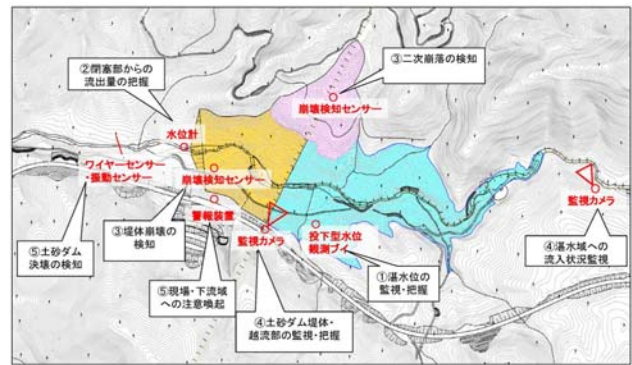 ②閉塞部からの
流出量の把握
③二次崩落の検知
崩壊検知センサー
水位計
ワイヤーセンサー
・振動センサー
崩壊検知センサー
警報装置
監視カメラ
投下型水位
観測ブイ
監視カメラ
⑤土砂ダム
決壊の検知
③堤体崩壊の
検知
⑤現場・下流域
への注意喚起
④土砂ダム堤体・
越流部の監視・把握
①湛水位の
監視・把握
④湛水域への
流入状況監視